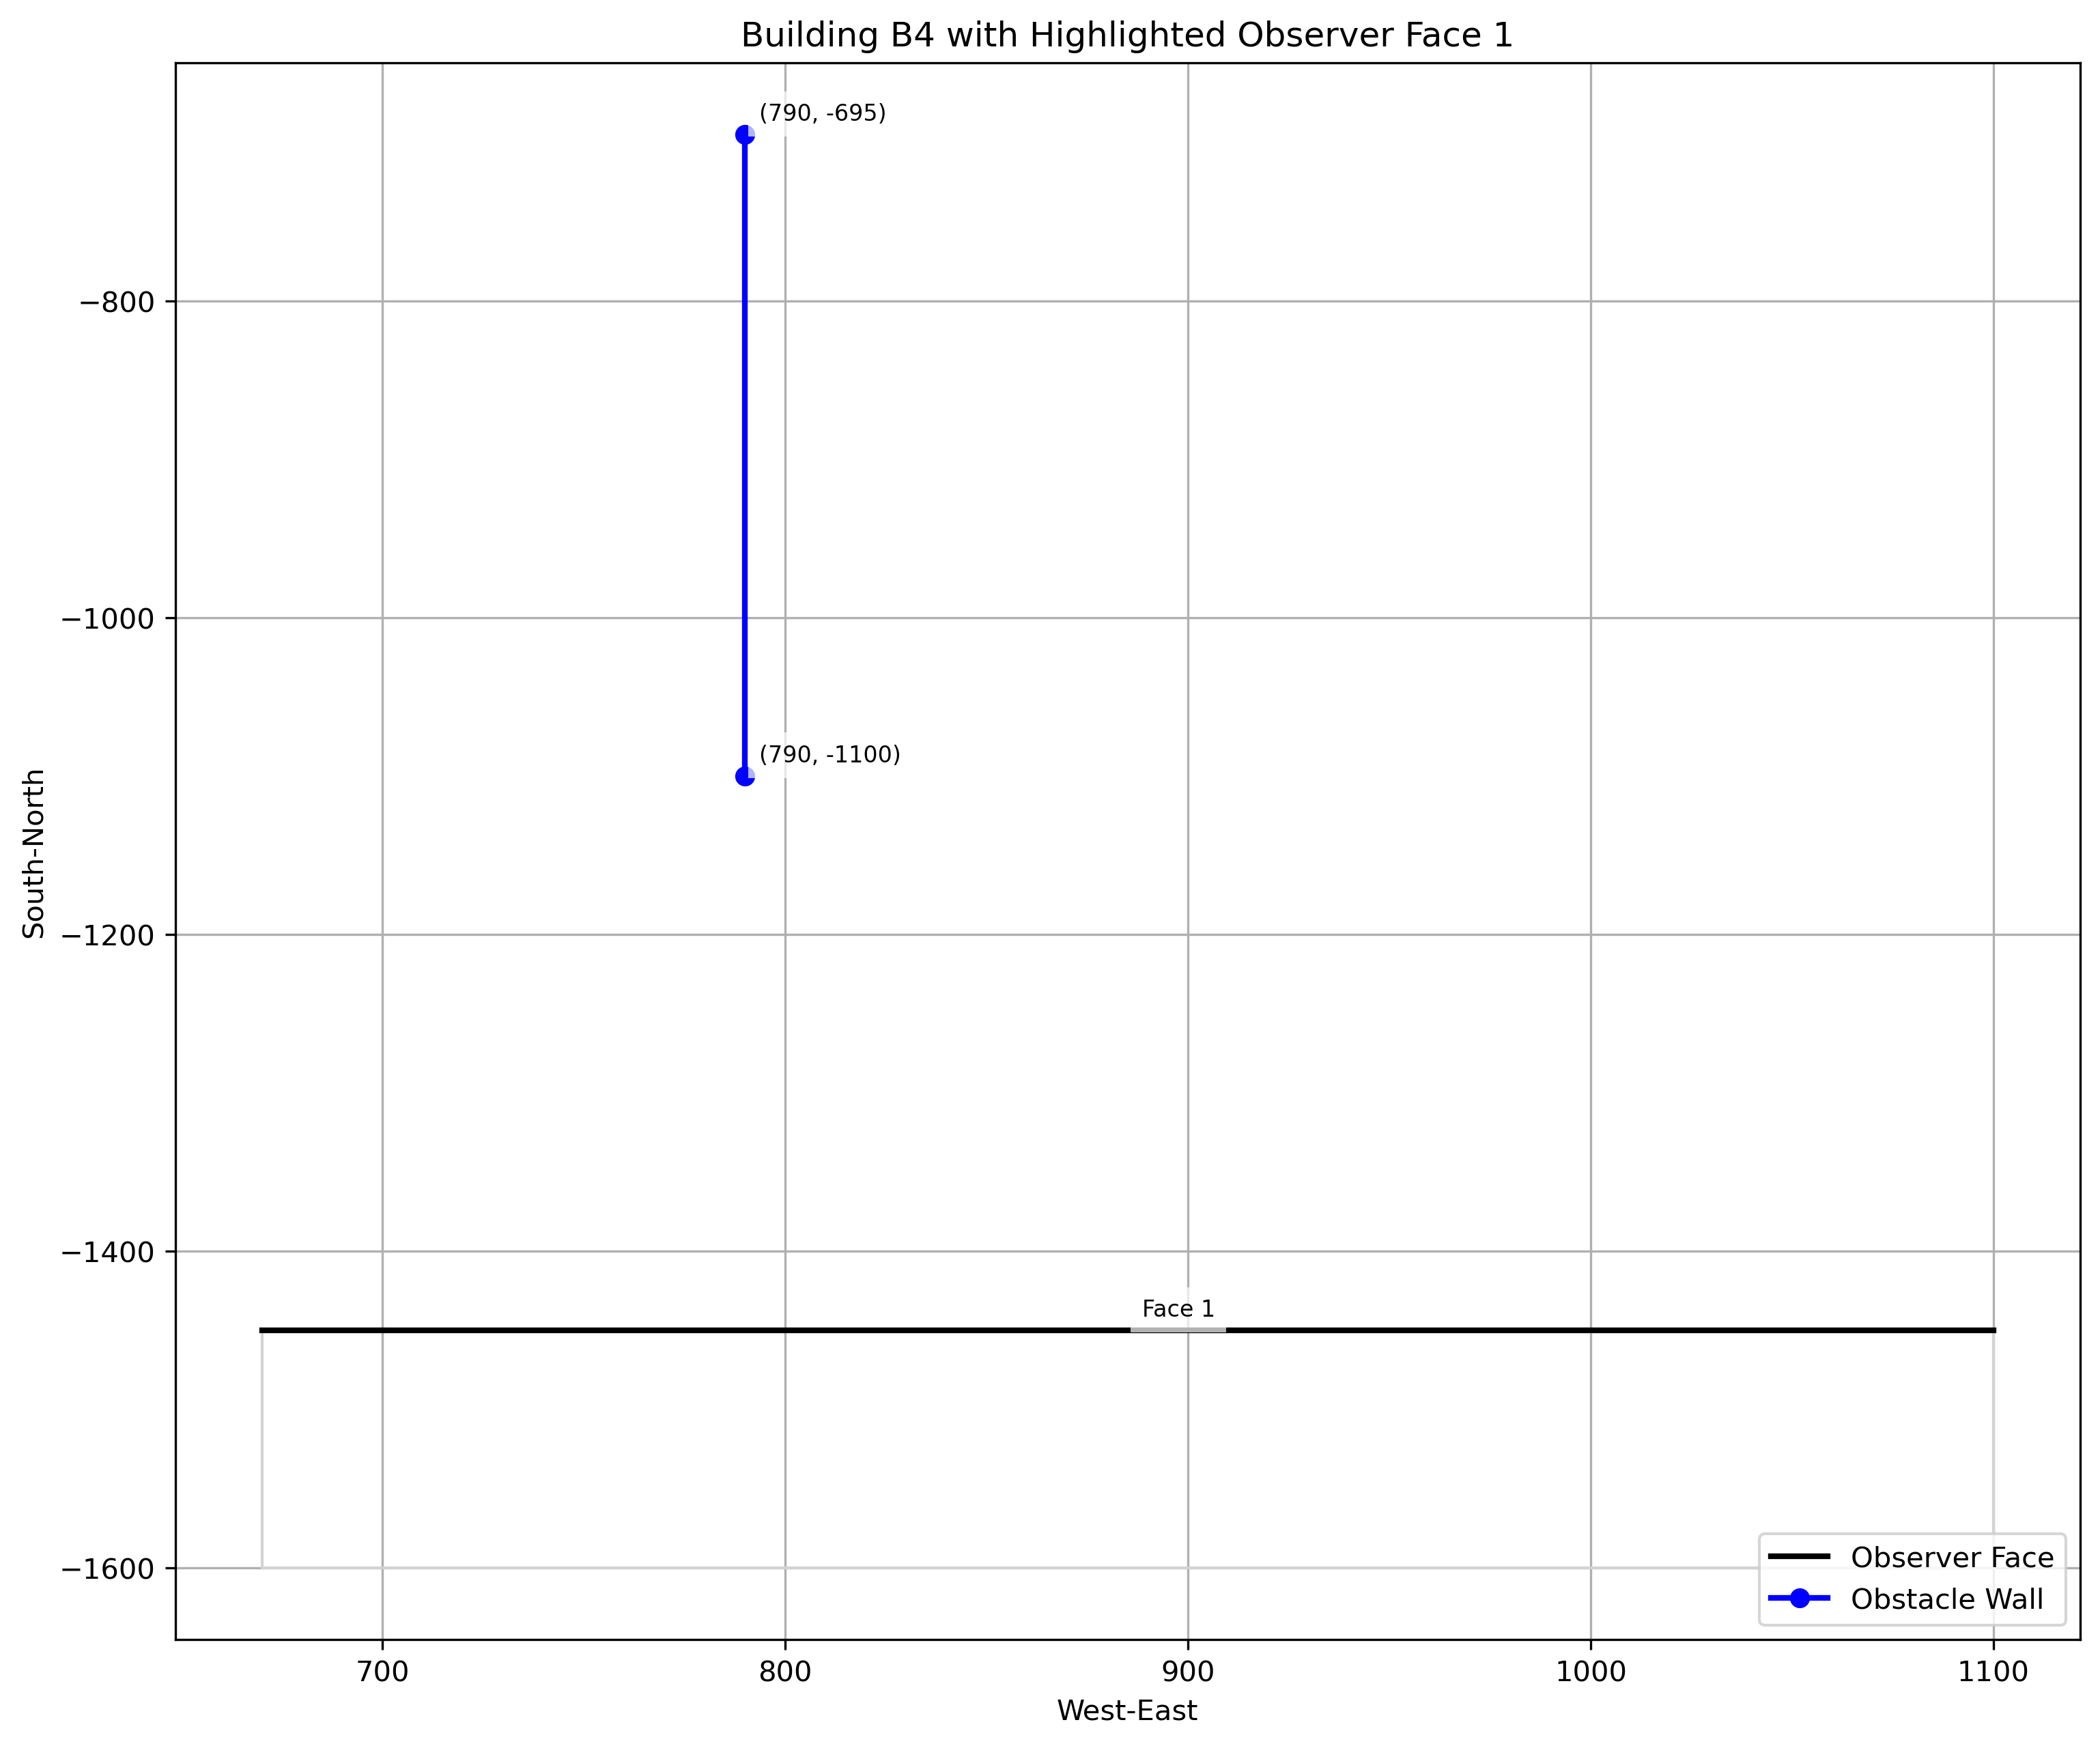 Building B4 with Highlighted Observer Face 1
(790, -695)
−800
−1000
(790, -1100)
South-North
−1200
−1400
Face 1
−1600
Observer Face
Obstacle Wall
700
800
900
1000
1100
West-East